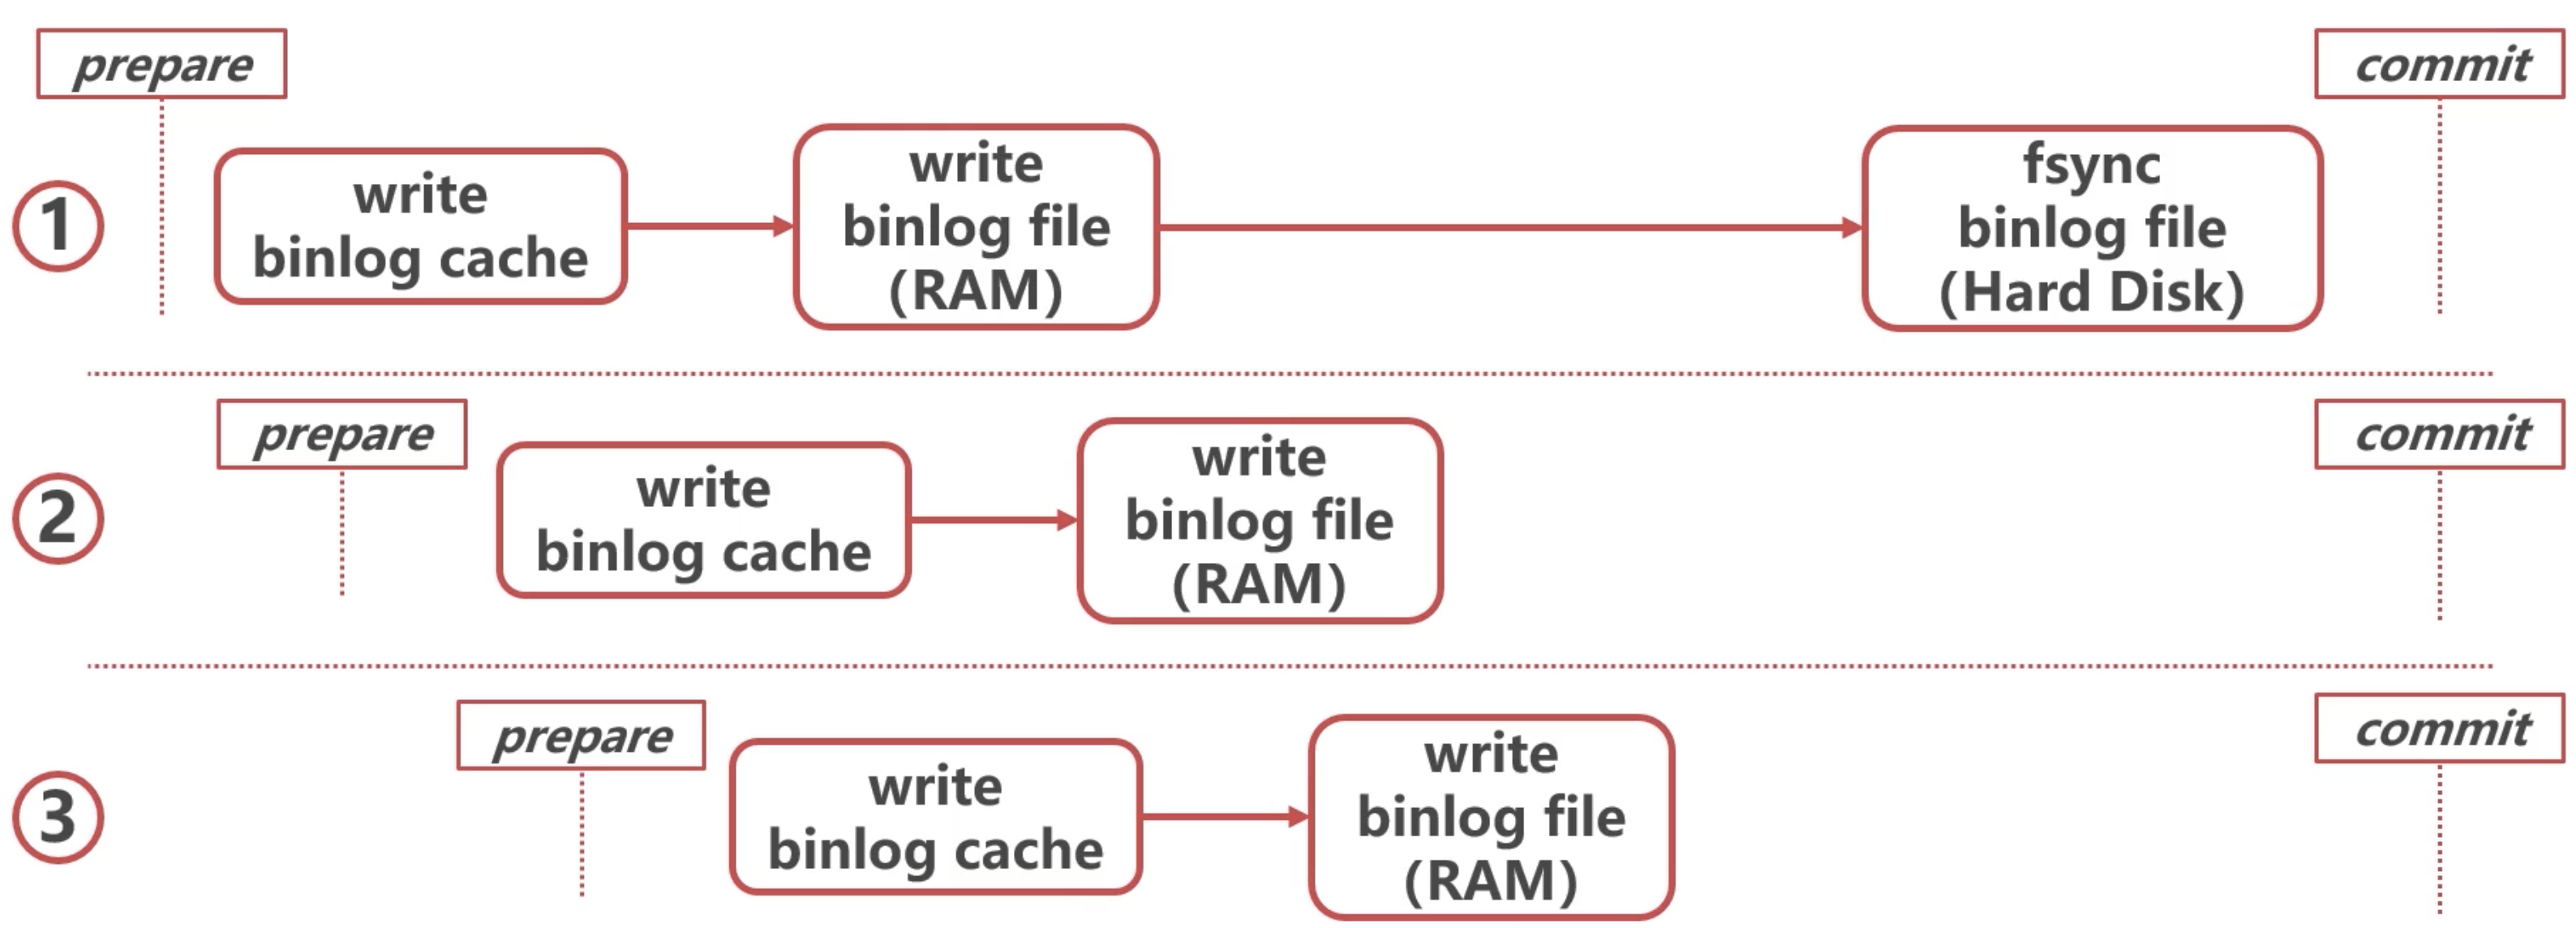 prepare
commit
1
write
binlog cache
write
binlog file
(RAM)
fsync
binlog file
(Hard Disk)
prepare
commit
2
write
binlog cache
write
binlog file
(RAM)
prepare
commit
3
write
binlog cache
write
binlog file
(RAM)